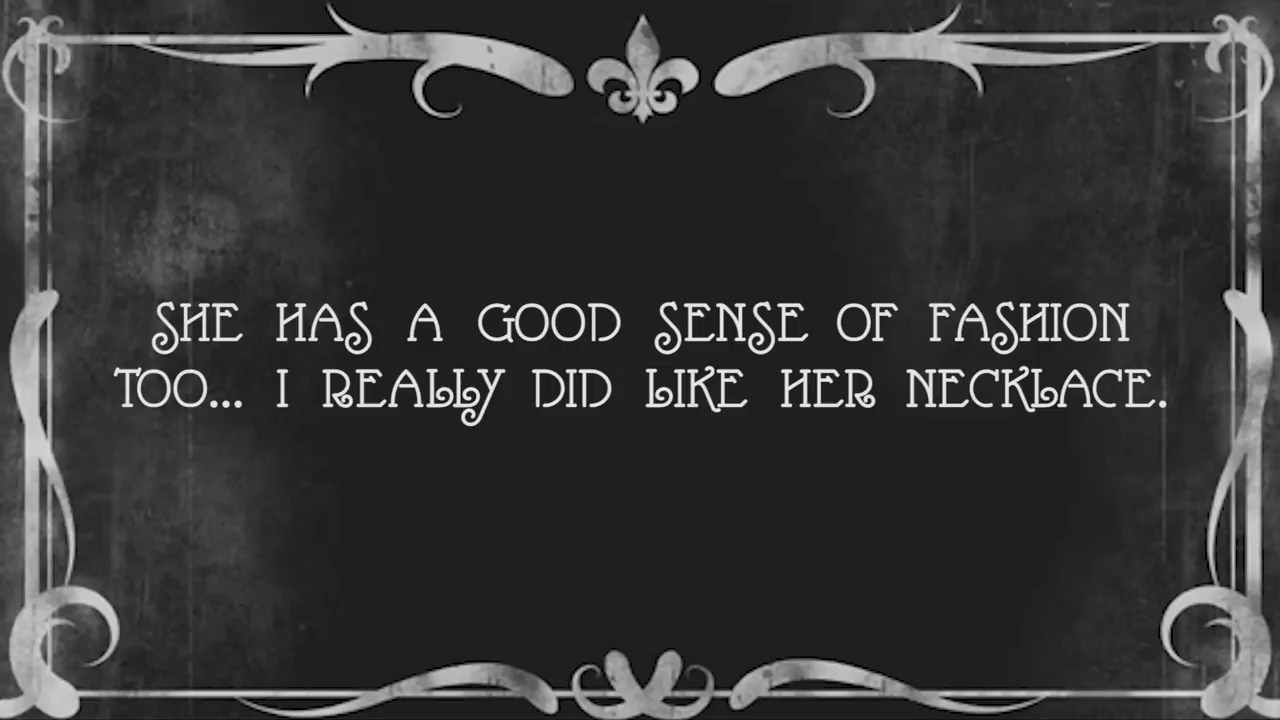 SHE HAS A GOOD SENSE OF FASHION
TOO... I REALLY DID LIKE HER NECKLACE.